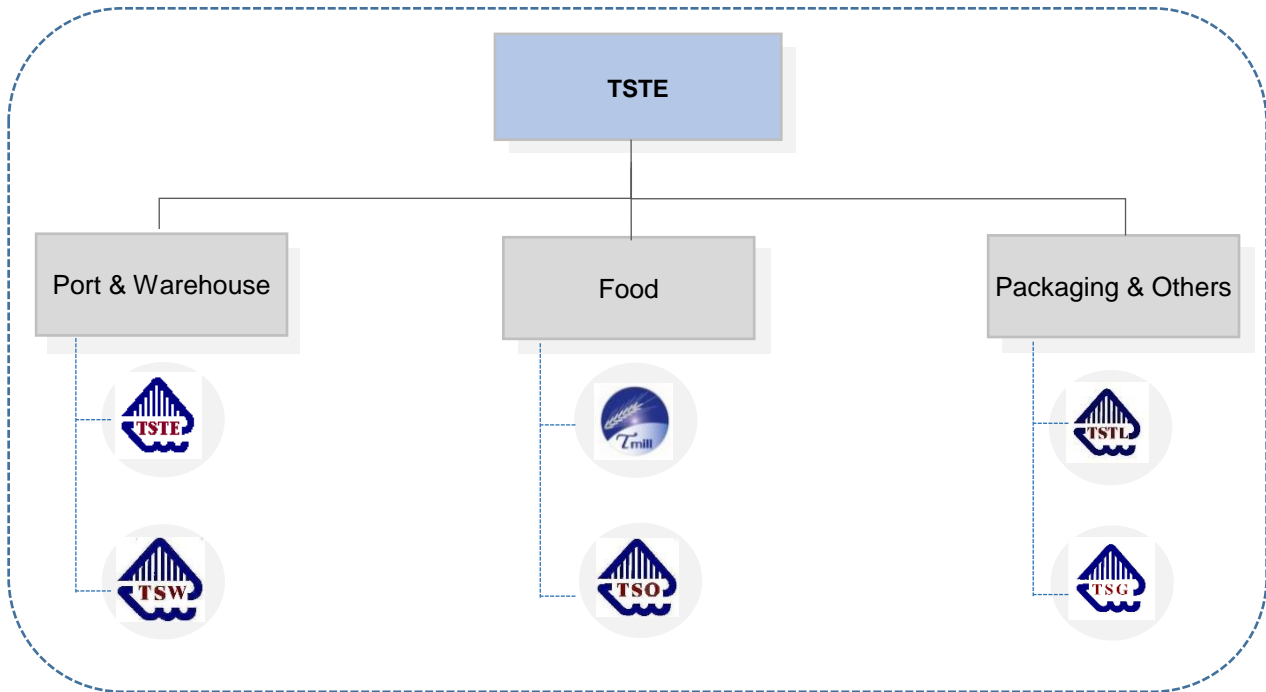 TSTE
Port & Warehouse
Food
Packaging & Others
TSTE
Tmill
TSTL
TSW
TSO
TSG